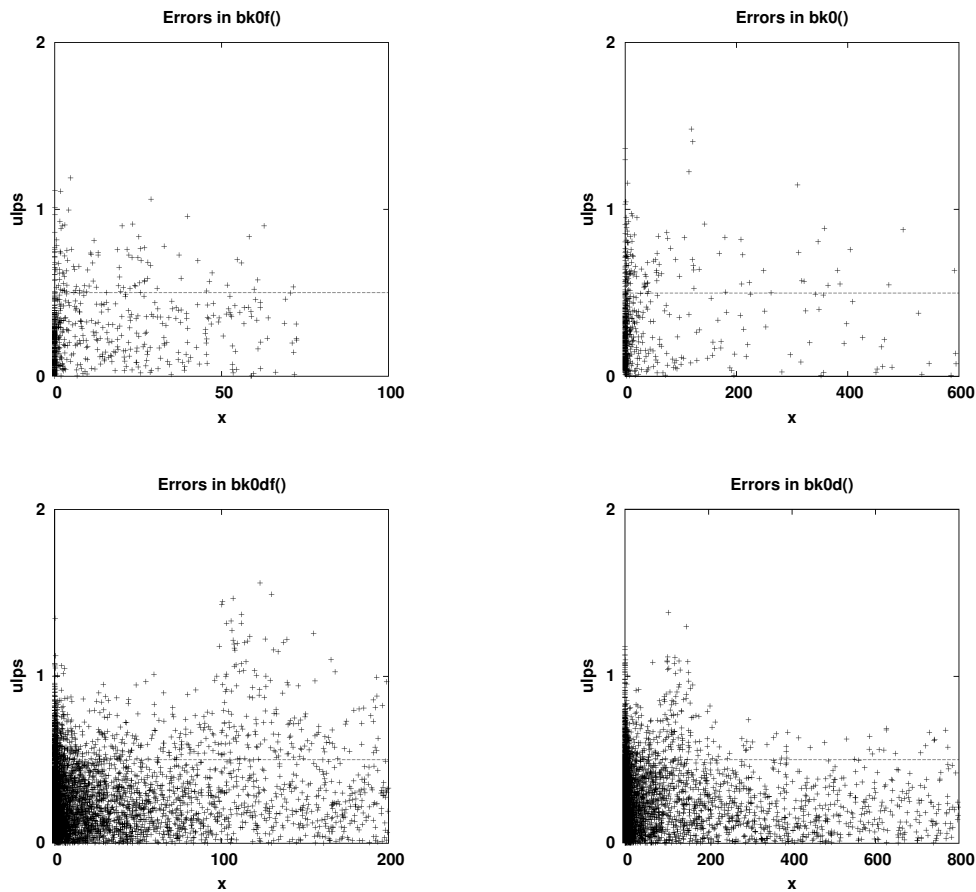 Errors in bk0f()
2
1
0
ulps
0 50 100
x
Errors in bk0()
2
1
0
ulps
0 200 400 600
x
Errors in bk0df()
2
1
0
ulps
0 100 200
x
Errors in bk0d()
2
1
0
ulps
0 200 400 600 800
x